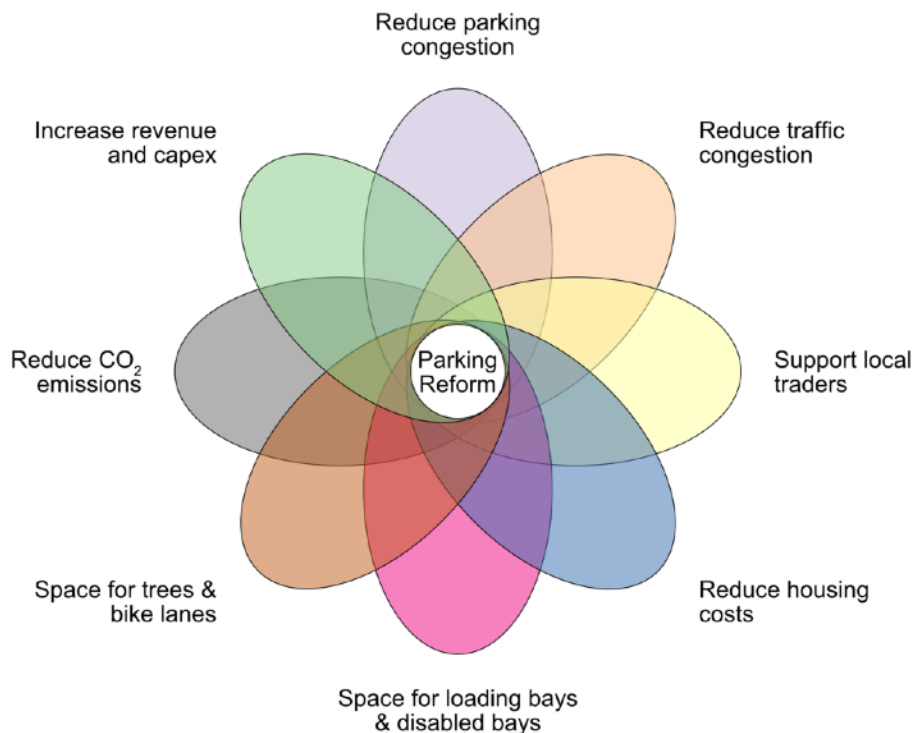 Reduce parking
congestion
Increase revenue
and capex
Reduce traffic
congestion
Reduce CO₂
emissions
Parking
Reform
Support local
traders
Space for trees &
bike lanes
Reduce housing
costs
Space for loading bays
& disabled bays